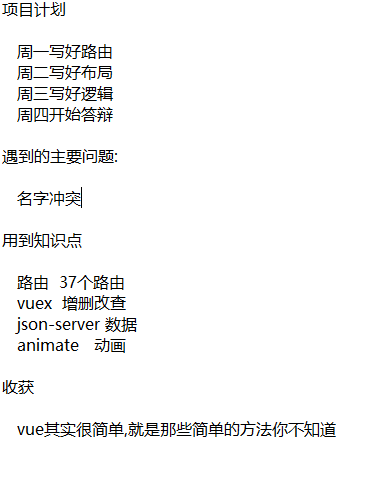 项目计划
周一写好路由
周二写好布局
周三写好逻辑
周四开始答辩
遇到的主要问题:
名字冲突
用到知识点
路由 37个路由
vuex 增删改查
json-server 数据
animate 动画
收获
vue其实很简单,就是那些简单的方法你不知道